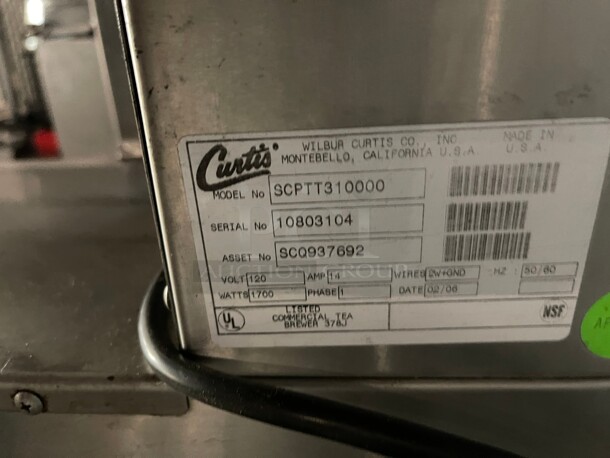 Curtis
WILBUR CURTIS CO., INC
MONTEBELLO, CALIFORNIA U.S.A.
MADE IN
U.S.A.
MODEL No SCPTT310000
SERIAL No 10803104
ASSET No SCQ937692
VOLT 120 AMP 14 WIRES 2W+GND HZ 50/60
WATTS 1700 PHASE 1 DATE 02/06
UL LISTED
COMMERCIAL TEA
BREWER 378J
NSF
AUCTION GROUP